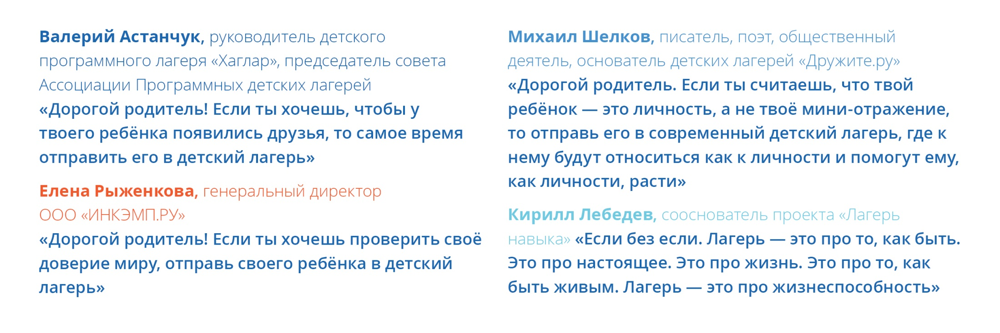 Валерий Астанчук, руководитель детского
программного лагеря «Хаглар», председатель совета
Ассоциации Программных детских лагерей
«Дорогой родитель! Если ты хочешь, чтобы у
твоего ребёнка появились друзья, то самое время
отправить его в детский лагерь»
Елена Рыженкова, генеральный директор
ООО «ИНКЭМП.РУ»
«Дорогой родитель! Если ты хочешь проверить своё
доверие миру, отправь своего ребёнка в детский
лагерь»
Михаил Шелков, писатель, поэт, общественный
деятель, основатель детских лагерей «Дружите.ру»
«Дорогой родитель. Если ты считаешь, что твой
ребёнок — это личность, а не твоё мини-отражение,
то отправь его в современный детский лагерь, где к
нему будут относиться как к личности и помогут ему,
как личности, расти»
Кирилл Лебедев, сооснователь проекта «Лагерь
навыка» «Если без если. Лагерь — это про то, как быть.
Это про настоящее. Это про жизнь. Это про то, как
быть живым. Лагерь — это про жизнеспособность»